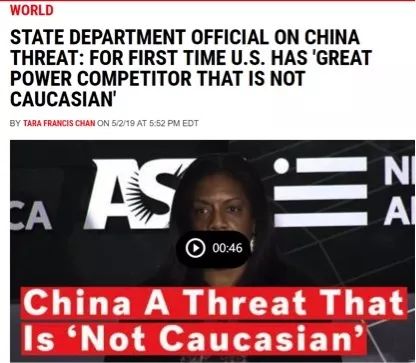 WORLD
STATE DEPARTMENT OFFICIAL ON CHINA
THREAT: FOR FIRST TIME U.S. HAS 'GREAT
POWER COMPETITOR THAT IS NOT
CAUCASIAN'
BY TARA FRANCIS CHAN ON 5/2/19 AT 5:52 PM EDT
CA
AS
N
A
00:46
China A Threat That
Is ‘Not Caucasian’